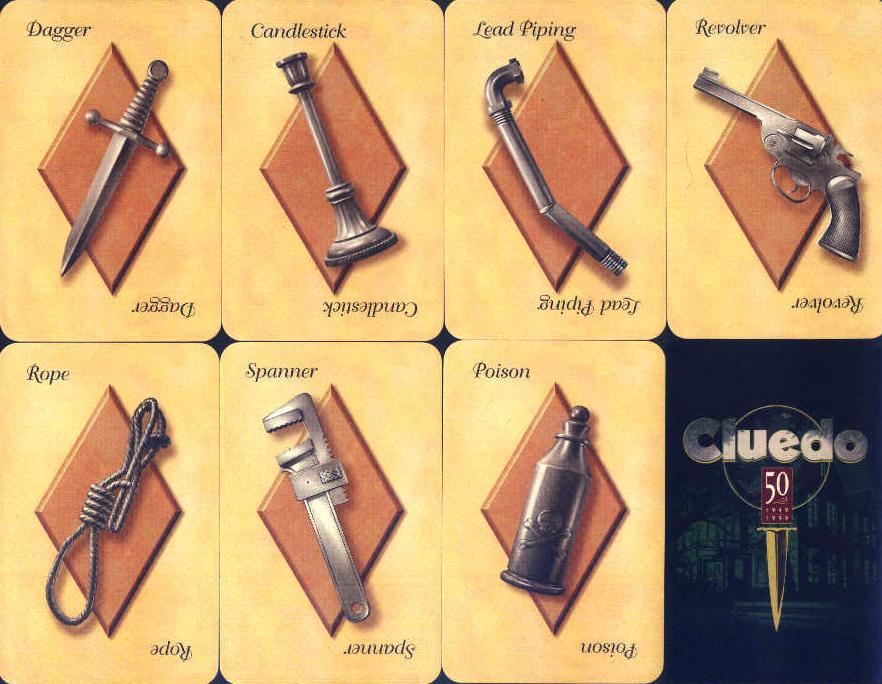 Dagger
Candlestick
Lead Piping
Revolver
Dagger
Candlestick
Lead Piping
Revolver
Rope
Spanner
Poison
Cluedo
50
1949
1999
Rope
Spanner
Poison